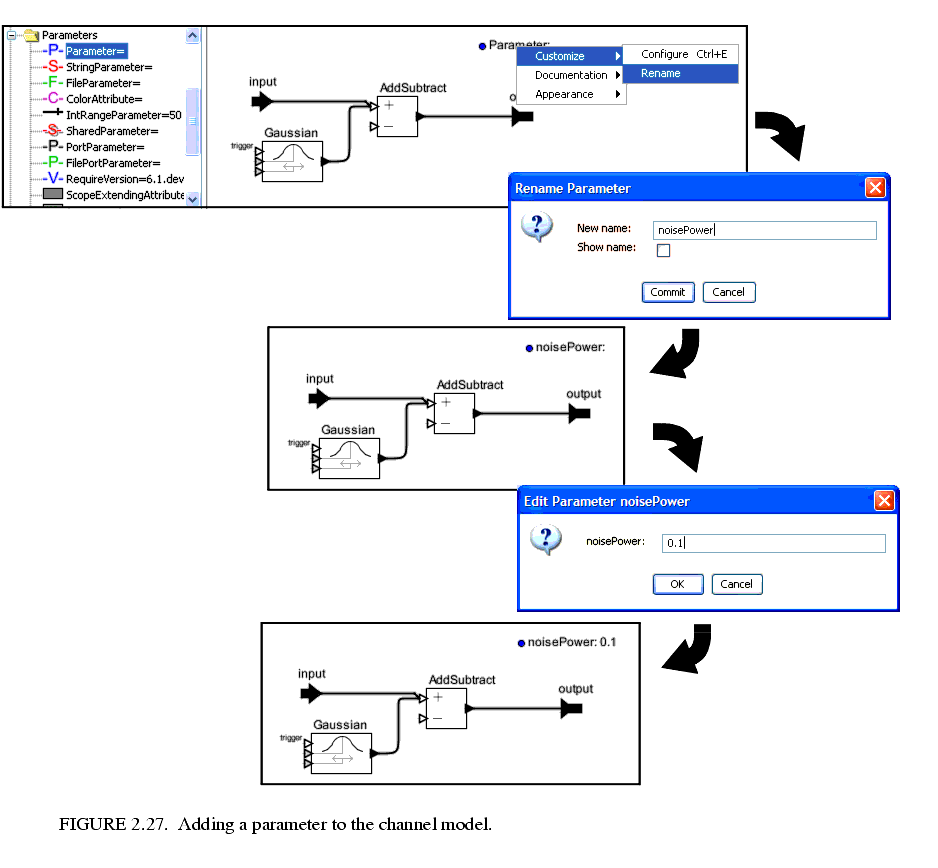 Parameters
-P- Parameter=
-S- StringParameter=
-F- FileParameter=
-C- ColorAttribute=
IntRangeParameter=50
-S- SharedParameter=
-P- PortParameter=
-P- FilePortParameter=
-V- RequireVersion=6.1.dev
ScopeExtendingAttribute
Parameter:
Customize
Documentation
Appearance
Configure Ctrl+E
Rename
input
AddSubtract
+
−
Gaussian
trigger
o
Rename Parameter
?
New name: noisePower
Show name:
Commit Cancel
noisePower:
input
AddSubtract
+
−
output
Gaussian
trigger
Edit Parameter noisePower
?
noisePower: 0.1
OK Cancel
noisePower: 0.1
input
AddSubtract
+
−
output
Gaussian
trigger
FIGURE 2.27. Adding a parameter to the channel model.